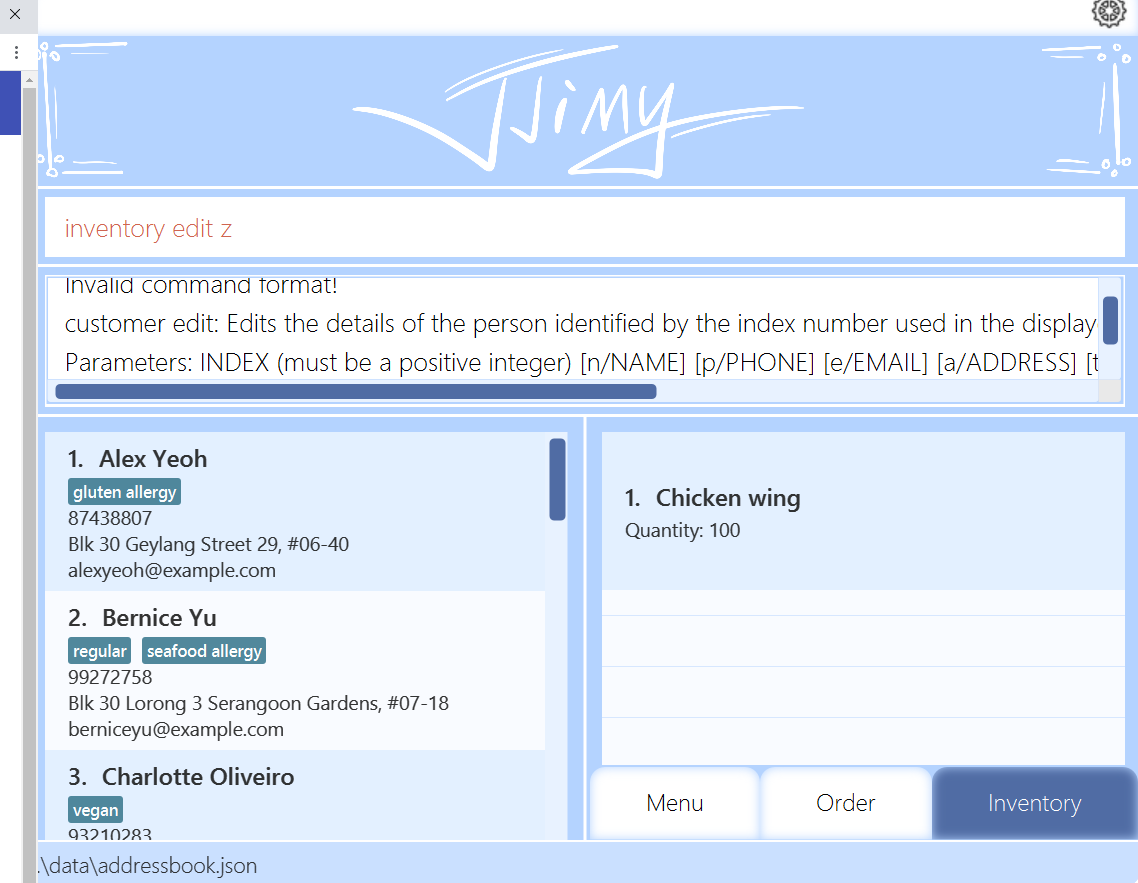 JJimy
inventory edit z
Invalid command format!
customer edit: Edits the details of the person identified by the index number used in the display
Parameters: INDEX (must be a positive integer) [n/NAME] [p/PHONE] [e/EMAIL] [a/ADDRESS] [t
1. Alex Yeoh
gluten allergy
87438807
Blk 30 Geylang Street 29, #06-40
alexyeoh@example.com
2. Bernice Yu
regular seafood allergy
99272758
Blk 30 Lorong 3 Serangoon Gardens, #07-18
berniceyu@example.com
3. Charlotte Oliveiro
vegan
93210283
1. Chicken wing
Quantity: 100
Menu Order Inventory
.\data\addressbook.json